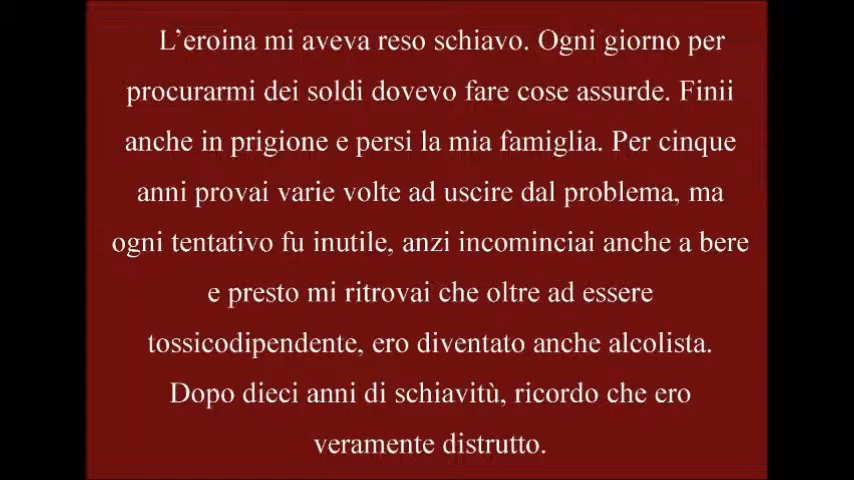 L'eroina mi aveva reso schiavo. Ogni giorno per
procurarmi dei soldi dovevo fare cose assurde. Finii
anche in prigione e persi la mia famiglia. Per cinque
anni provai varie volte ad uscire dal problema, ma
ogni tentativo fu inutile, anzi incominciai anche a bere
e presto mi ritrovai che oltre ad essere
tossicodipendente, ero diventato anche alcolista.
Dopo dieci anni di schiavitù, ricordo che ero
veramente distrutto.